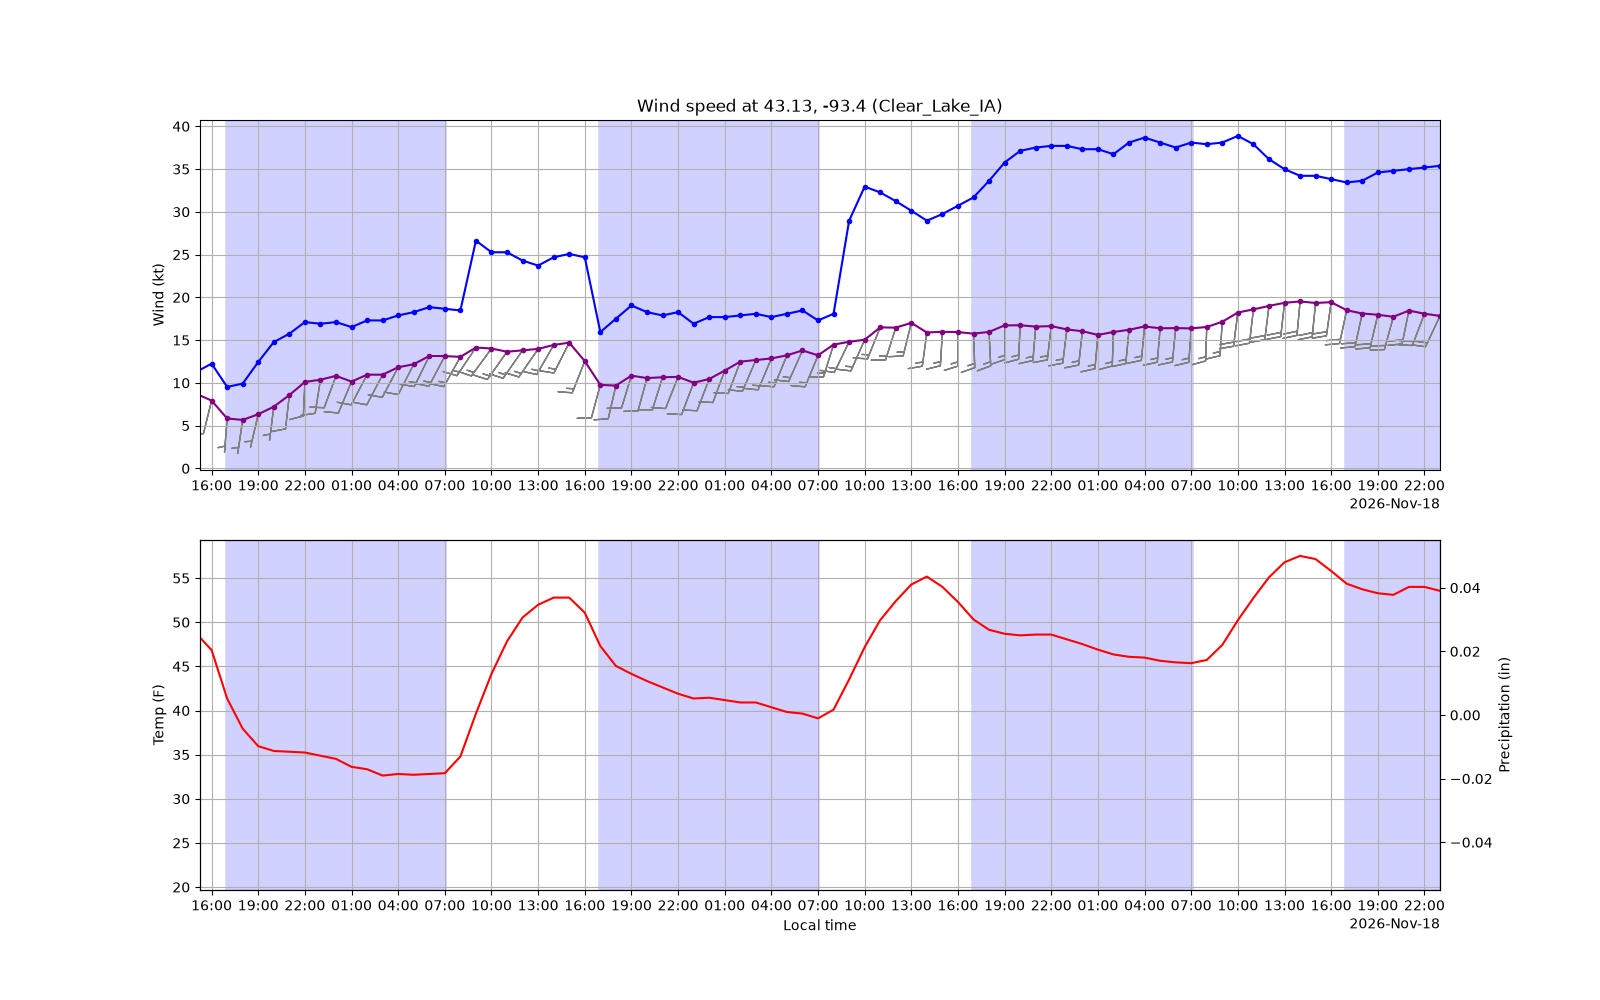 Wind speed at 43.13, -93.4 (Clear_Lake_IA)
40
35
30
25
20
15
10
5
0
Wind (kt)
16:00 19:00 22:00 01:00 04:00 07:00 10:00 13:00 16:00 19:00 22:00 01:00 04:00 07:00 10:00 13:00 16:00 19:00 22:00 01:00 04:00 07:00 10:00 13:00 16:00 19:00 22:00
2026-Nov-18
55
50
45
40
35
30
25
20
Temp (F)
0.04
0.02
0.00
−0.02
−0.04
Precipitation (in)
16:00 19:00 22:00 01:00 04:00 07:00 10:00 13:00 16:00 19:00 22:00 01:00 04:00 07:00 10:00 13:00 16:00 19:00 22:00 01:00 04:00 07:00 10:00 13:00 16:00 19:00 22:00
Local time
2026-Nov-18